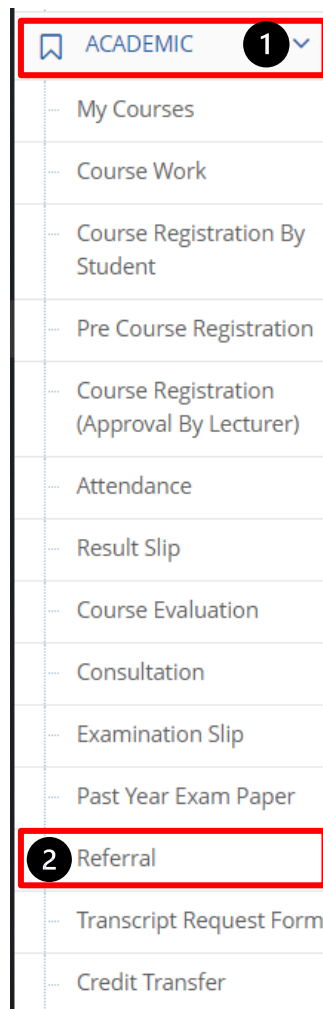 ACADEMIC 1
My Courses
Course Work
Course Registration By
Student
Pre Course Registration
Course Registration
(Approval By Lecturer)
Attendance
Result Slip
Course Evaluation
Consultation
Examination Slip
Past Year Exam Paper
2 Referral
Transcript Request Form
Credit Transfer